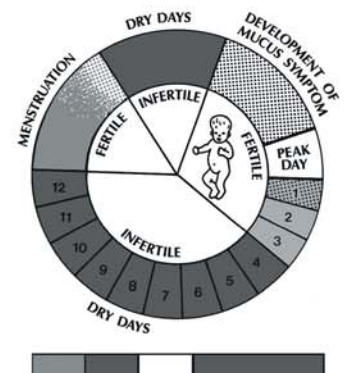 DRY DAYS
DEVELOPMENT OF
MUCUS SYMPTOM
MENSTRUATION
INFERTILE
FERTILE
FERTILE
PEAK
DAY
1
2
3
4
5
6
7
8
9
10
11
12
INFERTILE
DRY DAYS